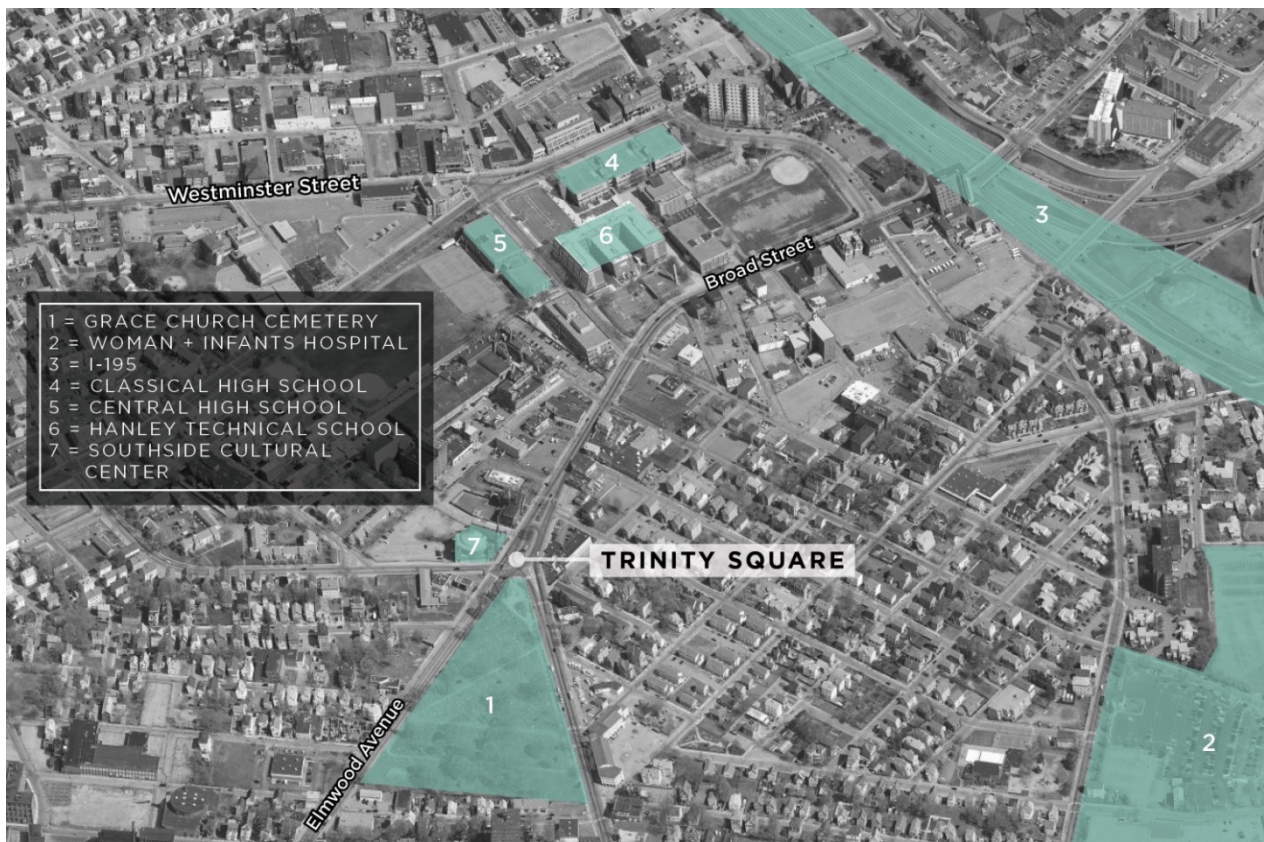 4
3
Westminster Street
5
6
Broad Street
1 = GRACE CHURCH CEMETERY
2 = WOMAN + INFANTS HOSPITAL
3 = I-195
4 = CLASSICAL HIGH SCHOOL
5 = CENTRAL HIGH SCHOOL
6 = HANLEY TECHNICAL SCHOOL
7 = SOUTHSIDE CULTURAL
CENTER
7
TRINITY SQUARE
1
Elmwood Avenue
2